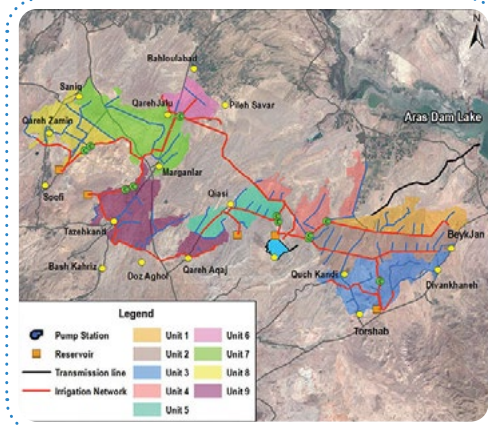 N
Rahloulabad
Saniq
QarehJalu
Pileh Savar
Qareh Zamin
Aras Dam Lake
Marganlar
Soofi
Qiasi
Tazehkand
BeykJan
Bash Kahriz
Doz Aghol
Qareh Aqaj
Quch Kandi
Divankhaneh
Torshab
Legend
Pump Station
Reservoir
Transmission line
Irrigation Network
Unit 1
Unit 2
Unit 3
Unit 4
Unit 5
Unit 6
Unit 7
Unit 8
Unit 9